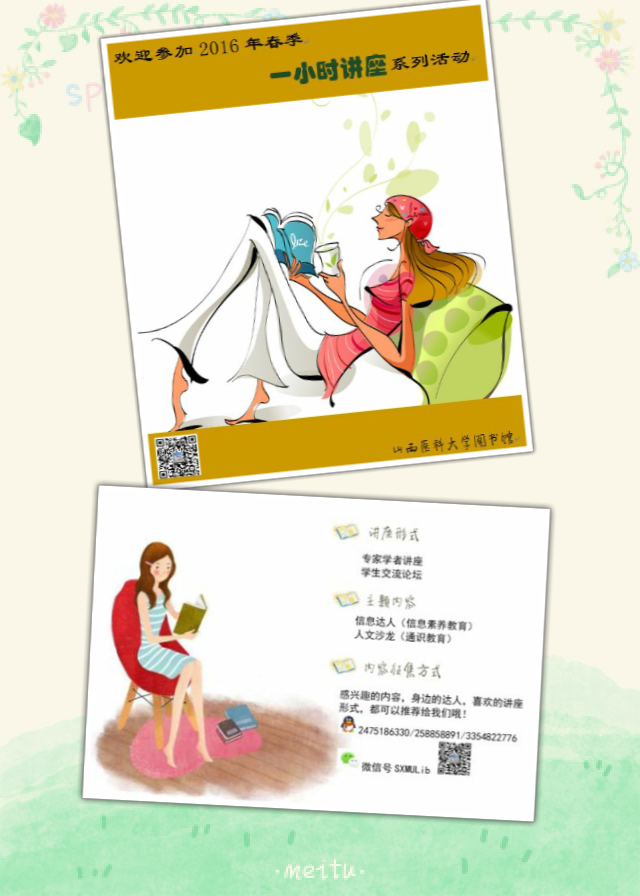 欢迎参加 2016 年春季
一小时讲座 系列活动
SP
lize
山西医科大学图书馆
讲座形式
专家学者讲座
学生交流论坛
主题内容
信息达人（信息素养教育）
人文沙龙（通识教育）
内容征集方式
感兴趣的内容，身边的达人，喜欢的讲座
形式，都可以推荐给我们哦！
2475186330/258858891/3354822776
微信号 SXMULib
·meitu·